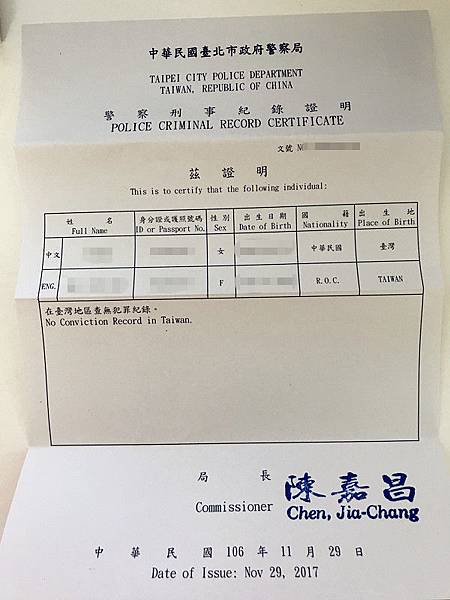 中華民國臺北市政府警察局
TAIPEI CITY POLICE DEPARTMENT
TAIWAN, REPUBLIC OF CHINA
警察刑事紀錄證明
POLICE CRIMINAL RECORD CERTIFICATE
文號 N
茲證明
This is to certify that the following individual:
姓名 身分證或護照號碼 性別 出生日期 國籍 出生地
Full Name ID or Passport No. Sex Date of Birth Nationality Place of Birth
中文 女 中華民國 臺灣
ENG. F R.O.C. TAIWAN
在臺灣地區查無犯罪紀錄。
No Conviction Record in Taiwan.
局長 陳嘉昌
Commissioner Chen, Jia-Chang
中華民國 106 年 11 月 29 日
Date of Issue: Nov 29, 2017